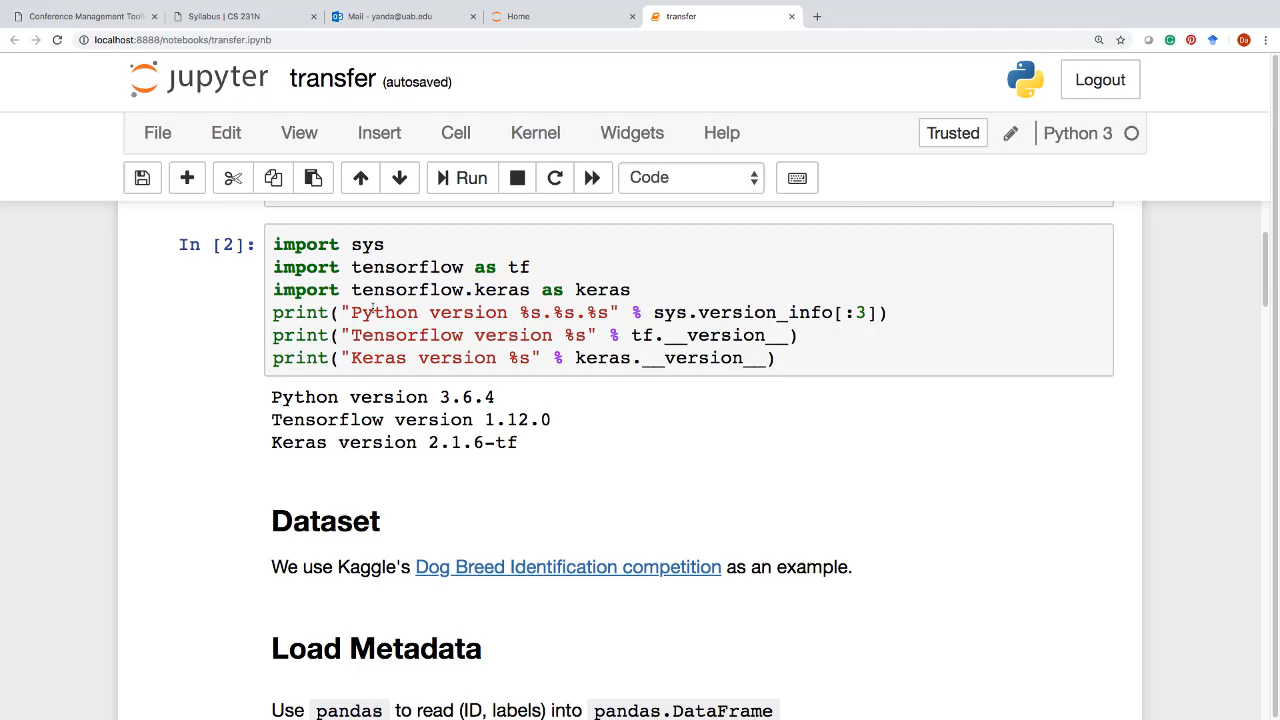 Conference Management Tool
Syllabus | CS 231N
Mail - yanda@uab.edu
Home
transfer
localhost:8888/notebooks/transfer.ipynb
Da
jupyter transfer (autosaved)
Logout
File Edit View Insert Cell Kernel Widgets Help
Trusted
Python 3
Run
Code
In [2]:
import sys
import tensorflow as tf
import tensorflow.keras as keras
print("Python version %s.%s.%s" % sys.version_info[:3])
print("Tensorflow version %s" % tf.__version__)
print("Keras version %s" % keras.__version__)
Python version 3.6.4
Tensorflow version 1.12.0
Keras version 2.1.6-tf
Dataset
We use Kaggle's Dog Breed Identification competition as an example.
Load Metadata
Use pandas to read (ID, labels) into pandas.DataFrame